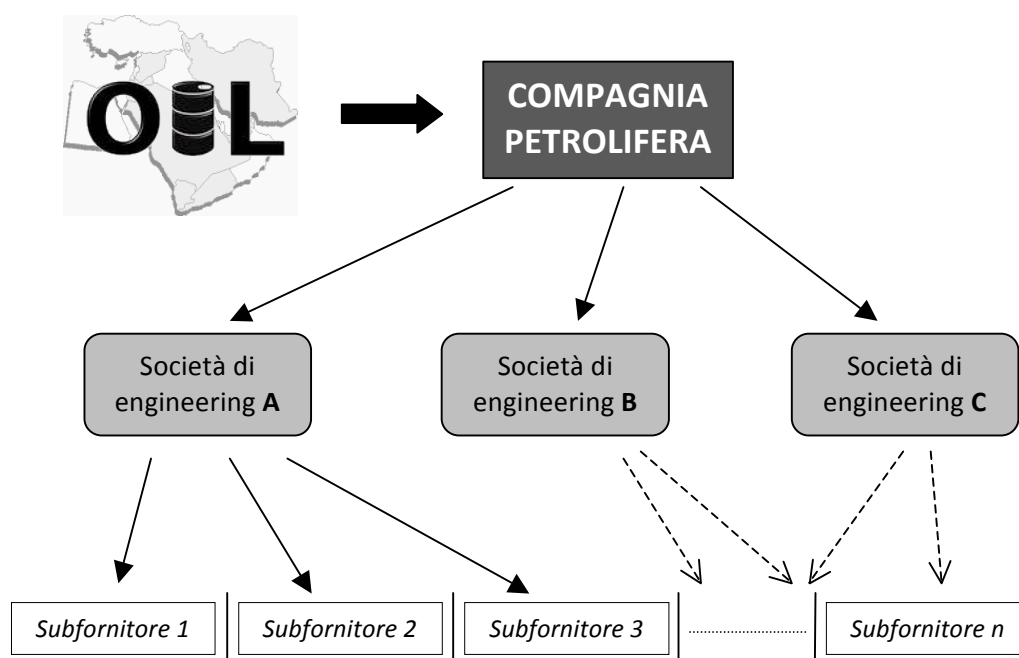 OIL
COMPAGNIA
PETROLIFERA
Società di
engineering A
Società di
engineering B
Società di
engineering C
Subfornitore 1
Subfornitore 2
Subfornitore 3
Subfornitore n